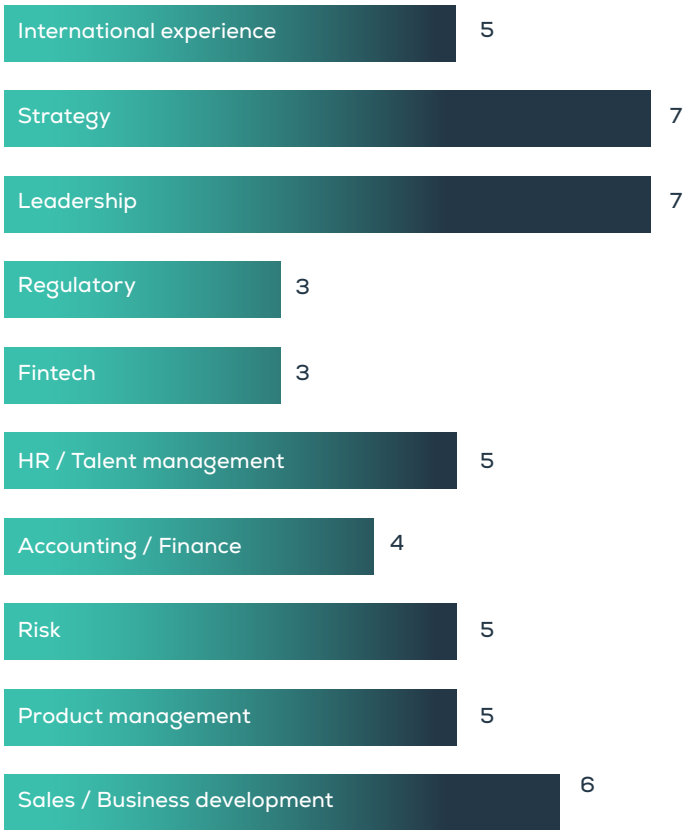 International experience 5
Strategy 7
Leadership 7
Regulatory 3
Fintech 3
HR / Talent management 5
Accounting / Finance 4
Risk 5
Product management 5
Sales / Business development 6